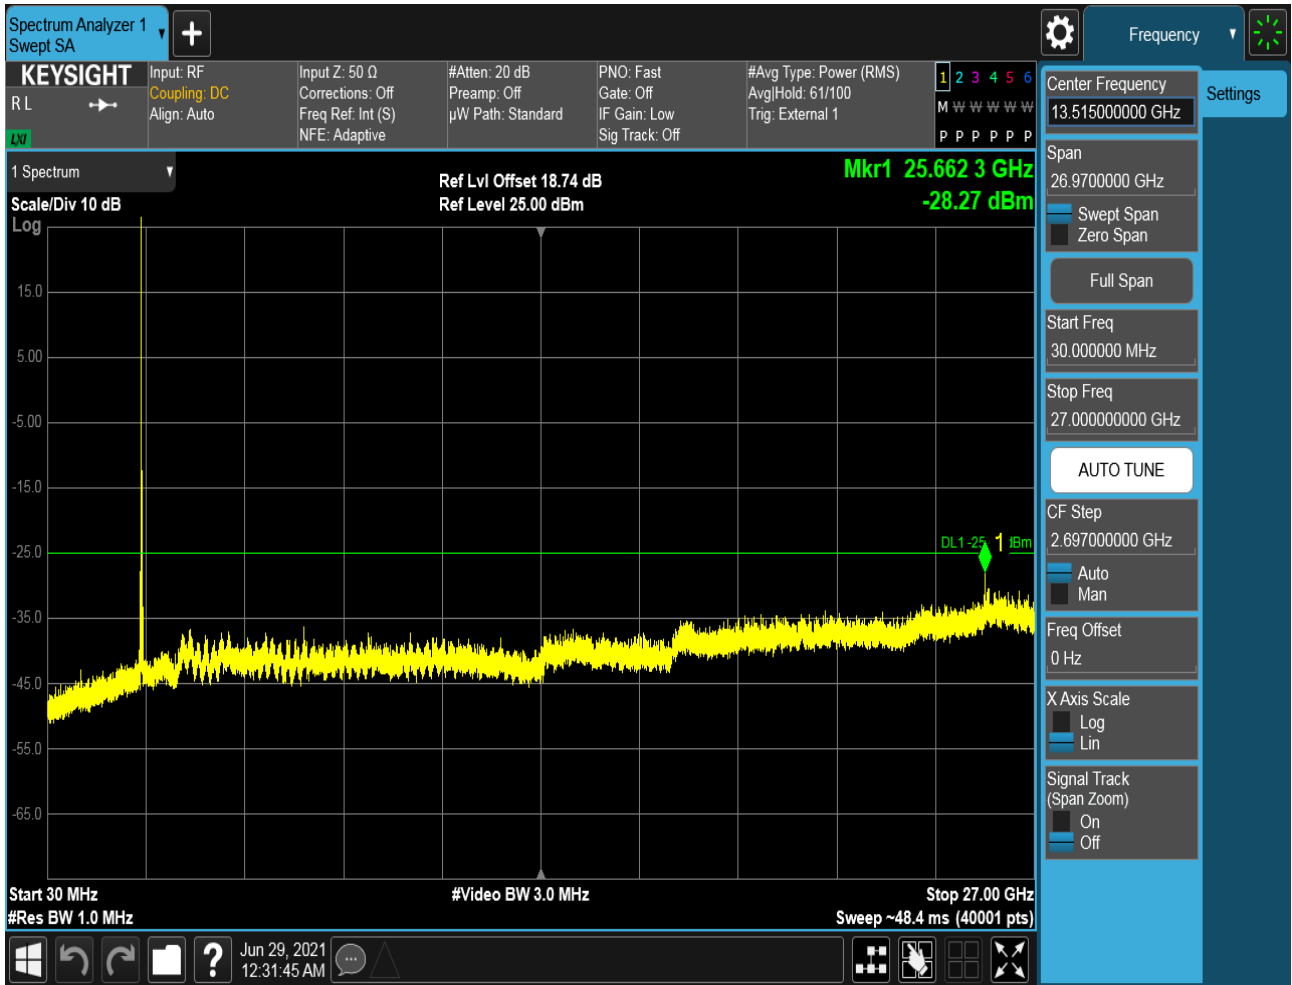 Spectrum Analyzer 1
Swept SA
Frequency
KEYSIGHT
R L
LXI
Input: RF
Coupling: DC
Align: Auto
Input Z: 50 Ω
Corrections: Off
Freq Ref: Int (S)
NFE: Adaptive
#Atten: 20 dB
Preamp: Off
µW Path: Standard
PNO: Fast
Gate: Off
IF Gain: Low
Sig Track: Off
#Avg Type: Power (RMS)
Avg|Hold: 61/100
Trig: External 1
1 2 3 4 5 6
M W W W W W
P P P P P P
Center Frequency
13.515000000 GHz
Settings
1 Spectrum
Scale/Div 10 dB
Log
Ref Lvl Offset 18.74 dB
Ref Level 25.00 dBm
Mkr1 25.662 3 GHz
-28.27 dBm
15.0
5.00
-5.00
-15.0
-25.0
-35.0
-45.0
-55.0
-65.0
DL1 -25
1
Start 30 MHz
#Res BW 1.0 MHz
#Video BW 3.0 MHz
Stop 27.00 GHz
Sweep ~48.4 ms (40001 pts)
Span
26.9700000 GHz
Swept Span
Zero Span
Full Span
Start Freq
30.000000 MHz
Stop Freq
27.000000000 GHz
AUTO TUNE
CF Step
2.697000000 GHz
Auto
Man
Freq Offset
0 Hz
X Axis Scale
Log
Lin
Signal Track
(Span Zoom)
On
Off
?
Jun 29, 2021
12:31:45 AM